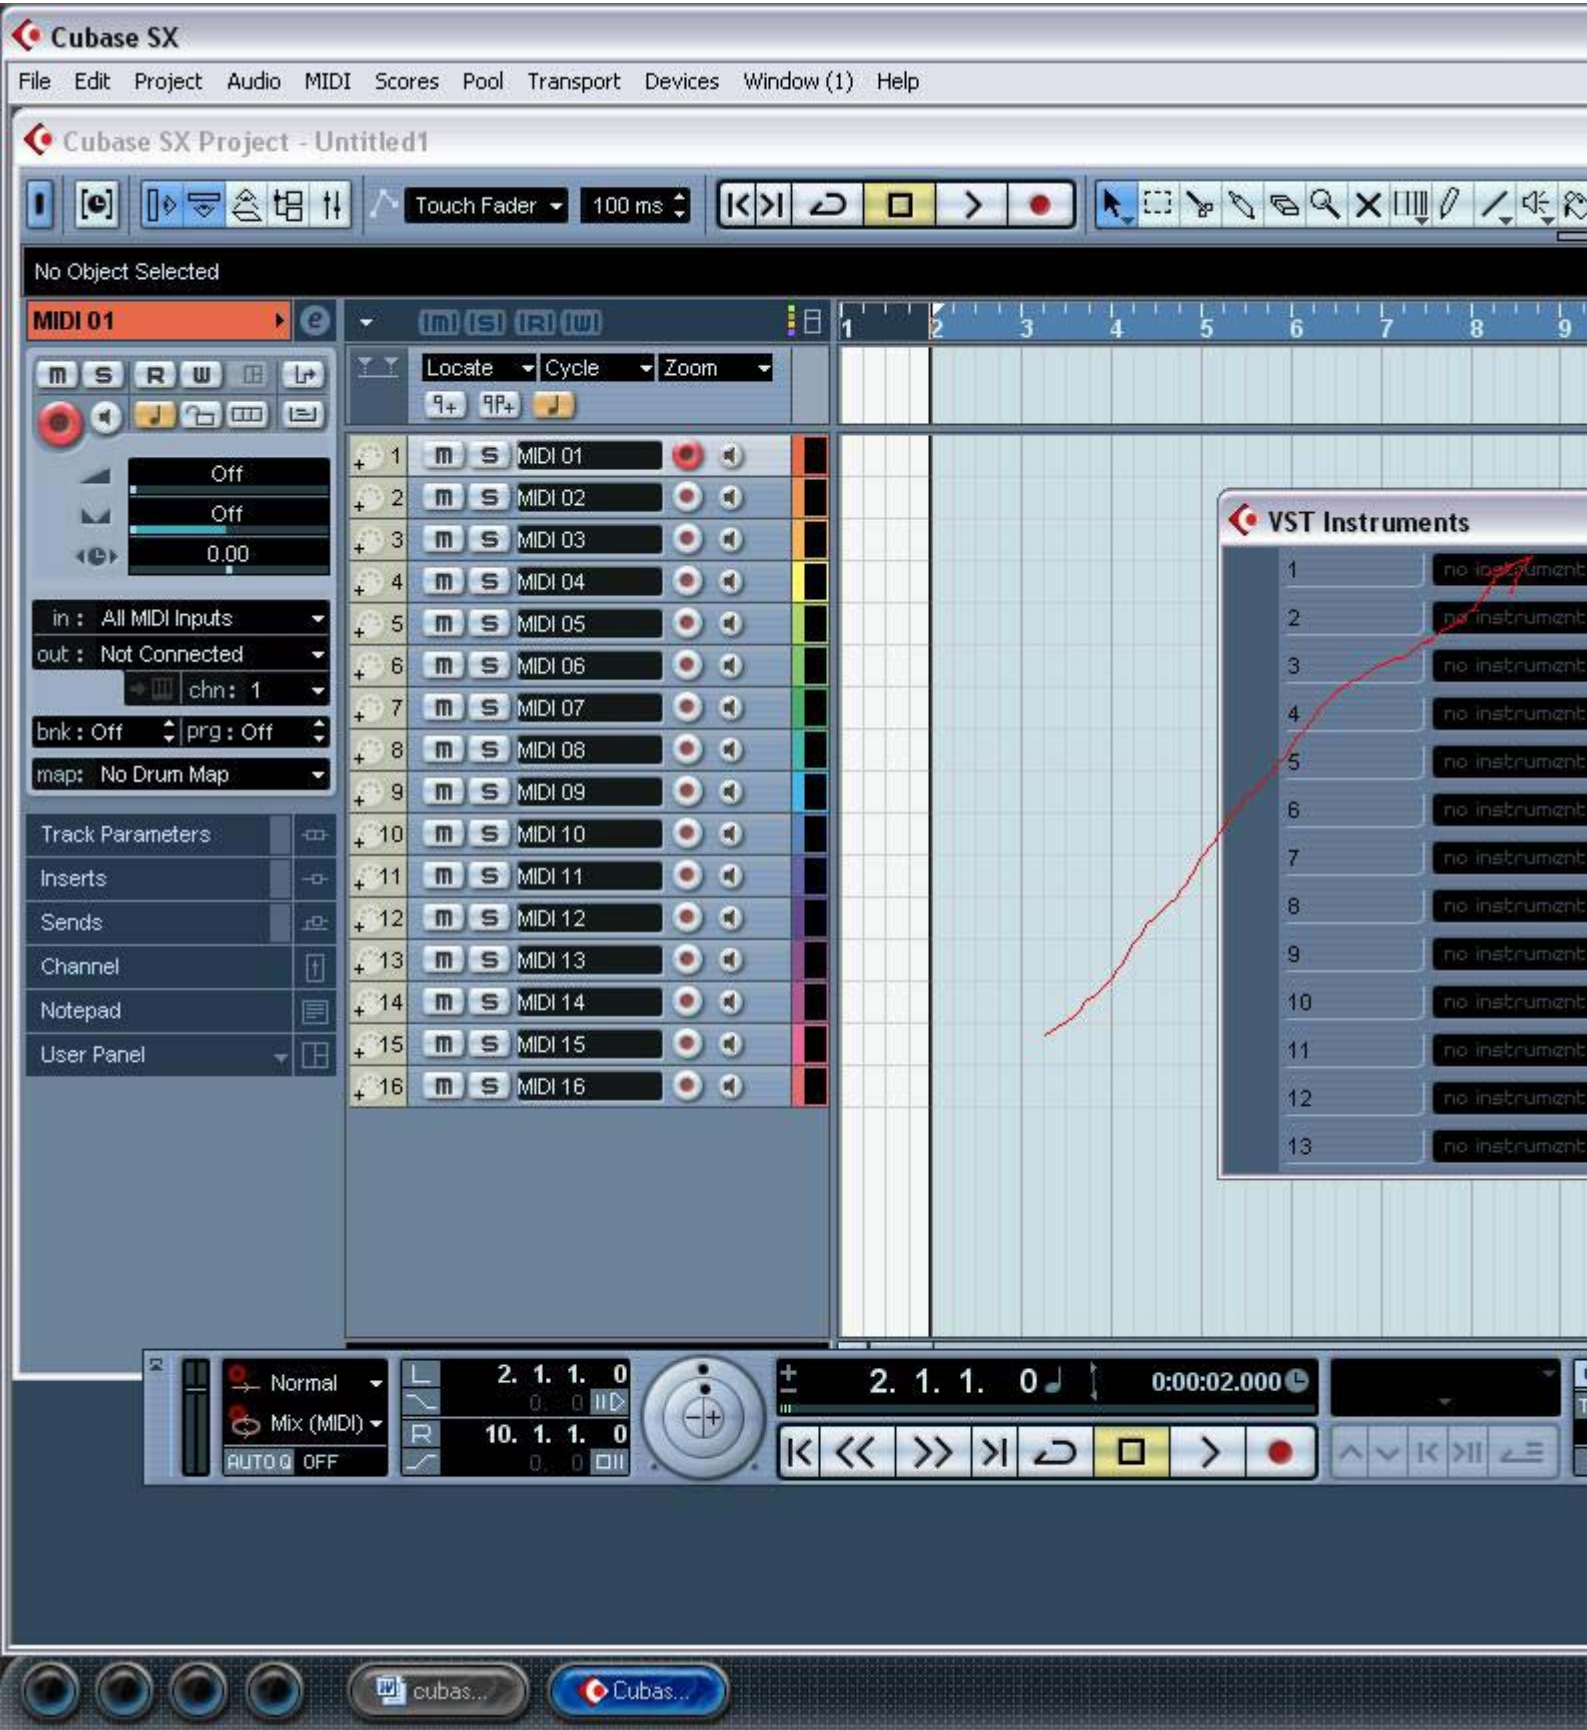 Cubase SX
File Edit Project Audio MIDI Scores Pool Transport Devices Window (1) Help
Cubase SX Project - Untitled1
Touch Fader 100 ms
No Object Selected
MIDI 01
m S R W
Off
Off
0.00
in : All MIDI Inputs
out : Not Connected
chn : 1
bnk : Off prg : Off
map: No Drum Map
Track Parameters
Inserts
Sends
Channel
Notepad
User Panel
m S R W
Locate Cycle Zoom
1 m S MIDI 01
2 m S MIDI 02
3 m S MIDI 03
4 m S MIDI 04
5 m S MIDI 05
6 m S MIDI 06
7 m S MIDI 07
8 m S MIDI 08
9 m S MIDI 09
10 m S MIDI 10
11 m S MIDI 11
12 m S MIDI 12
13 m S MIDI 13
14 m S MIDI 14
15 m S MIDI 15
16 m S MIDI 16
1 2 3 4 5 6 7 8 9
VST Instruments
1 no instrument
2 no instrument
3 no instrument
4 no instrument
5 no instrument
6 no instrument
7 no instrument
8 no instrument
9 no instrument
10 no instrument
11 no instrument
12 no instrument
13 no instrument
Normal
Mix (MIDI)
AUTO Q OFF
L 2. 1. 1. 0
0. 0
R 10. 1. 1. 0
0. 0
2. 1. 1. 0 0:00:02.000
cubas...
Cubas...